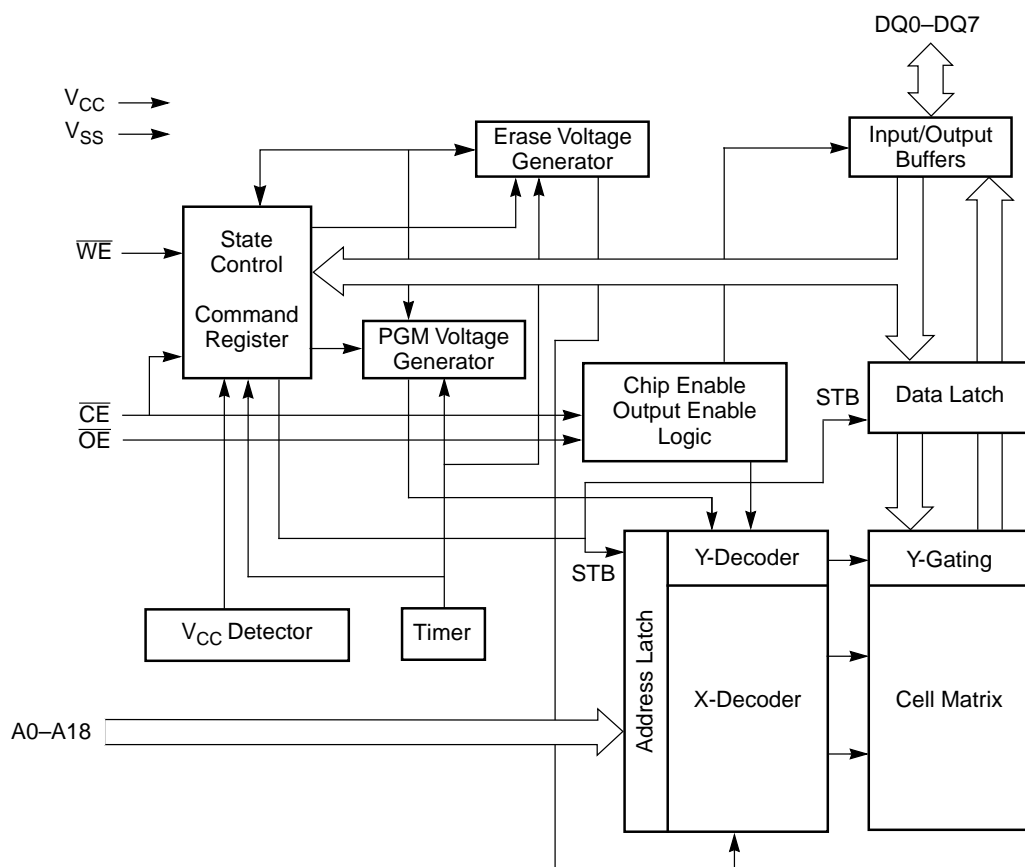 DQ0–DQ7
VCC
VSS
Erase Voltage
Generator
Input/Output
Buffers
WE
State
Control
Command
Register
PGM Voltage
Generator
CE
OE
Chip Enable
Output Enable
Logic
STB
Data Latch
STB
Y-Decoder
Y-Gating
VCC Detector
Timer
Address Latch
X-Decoder
Cell Matrix
A0–A18